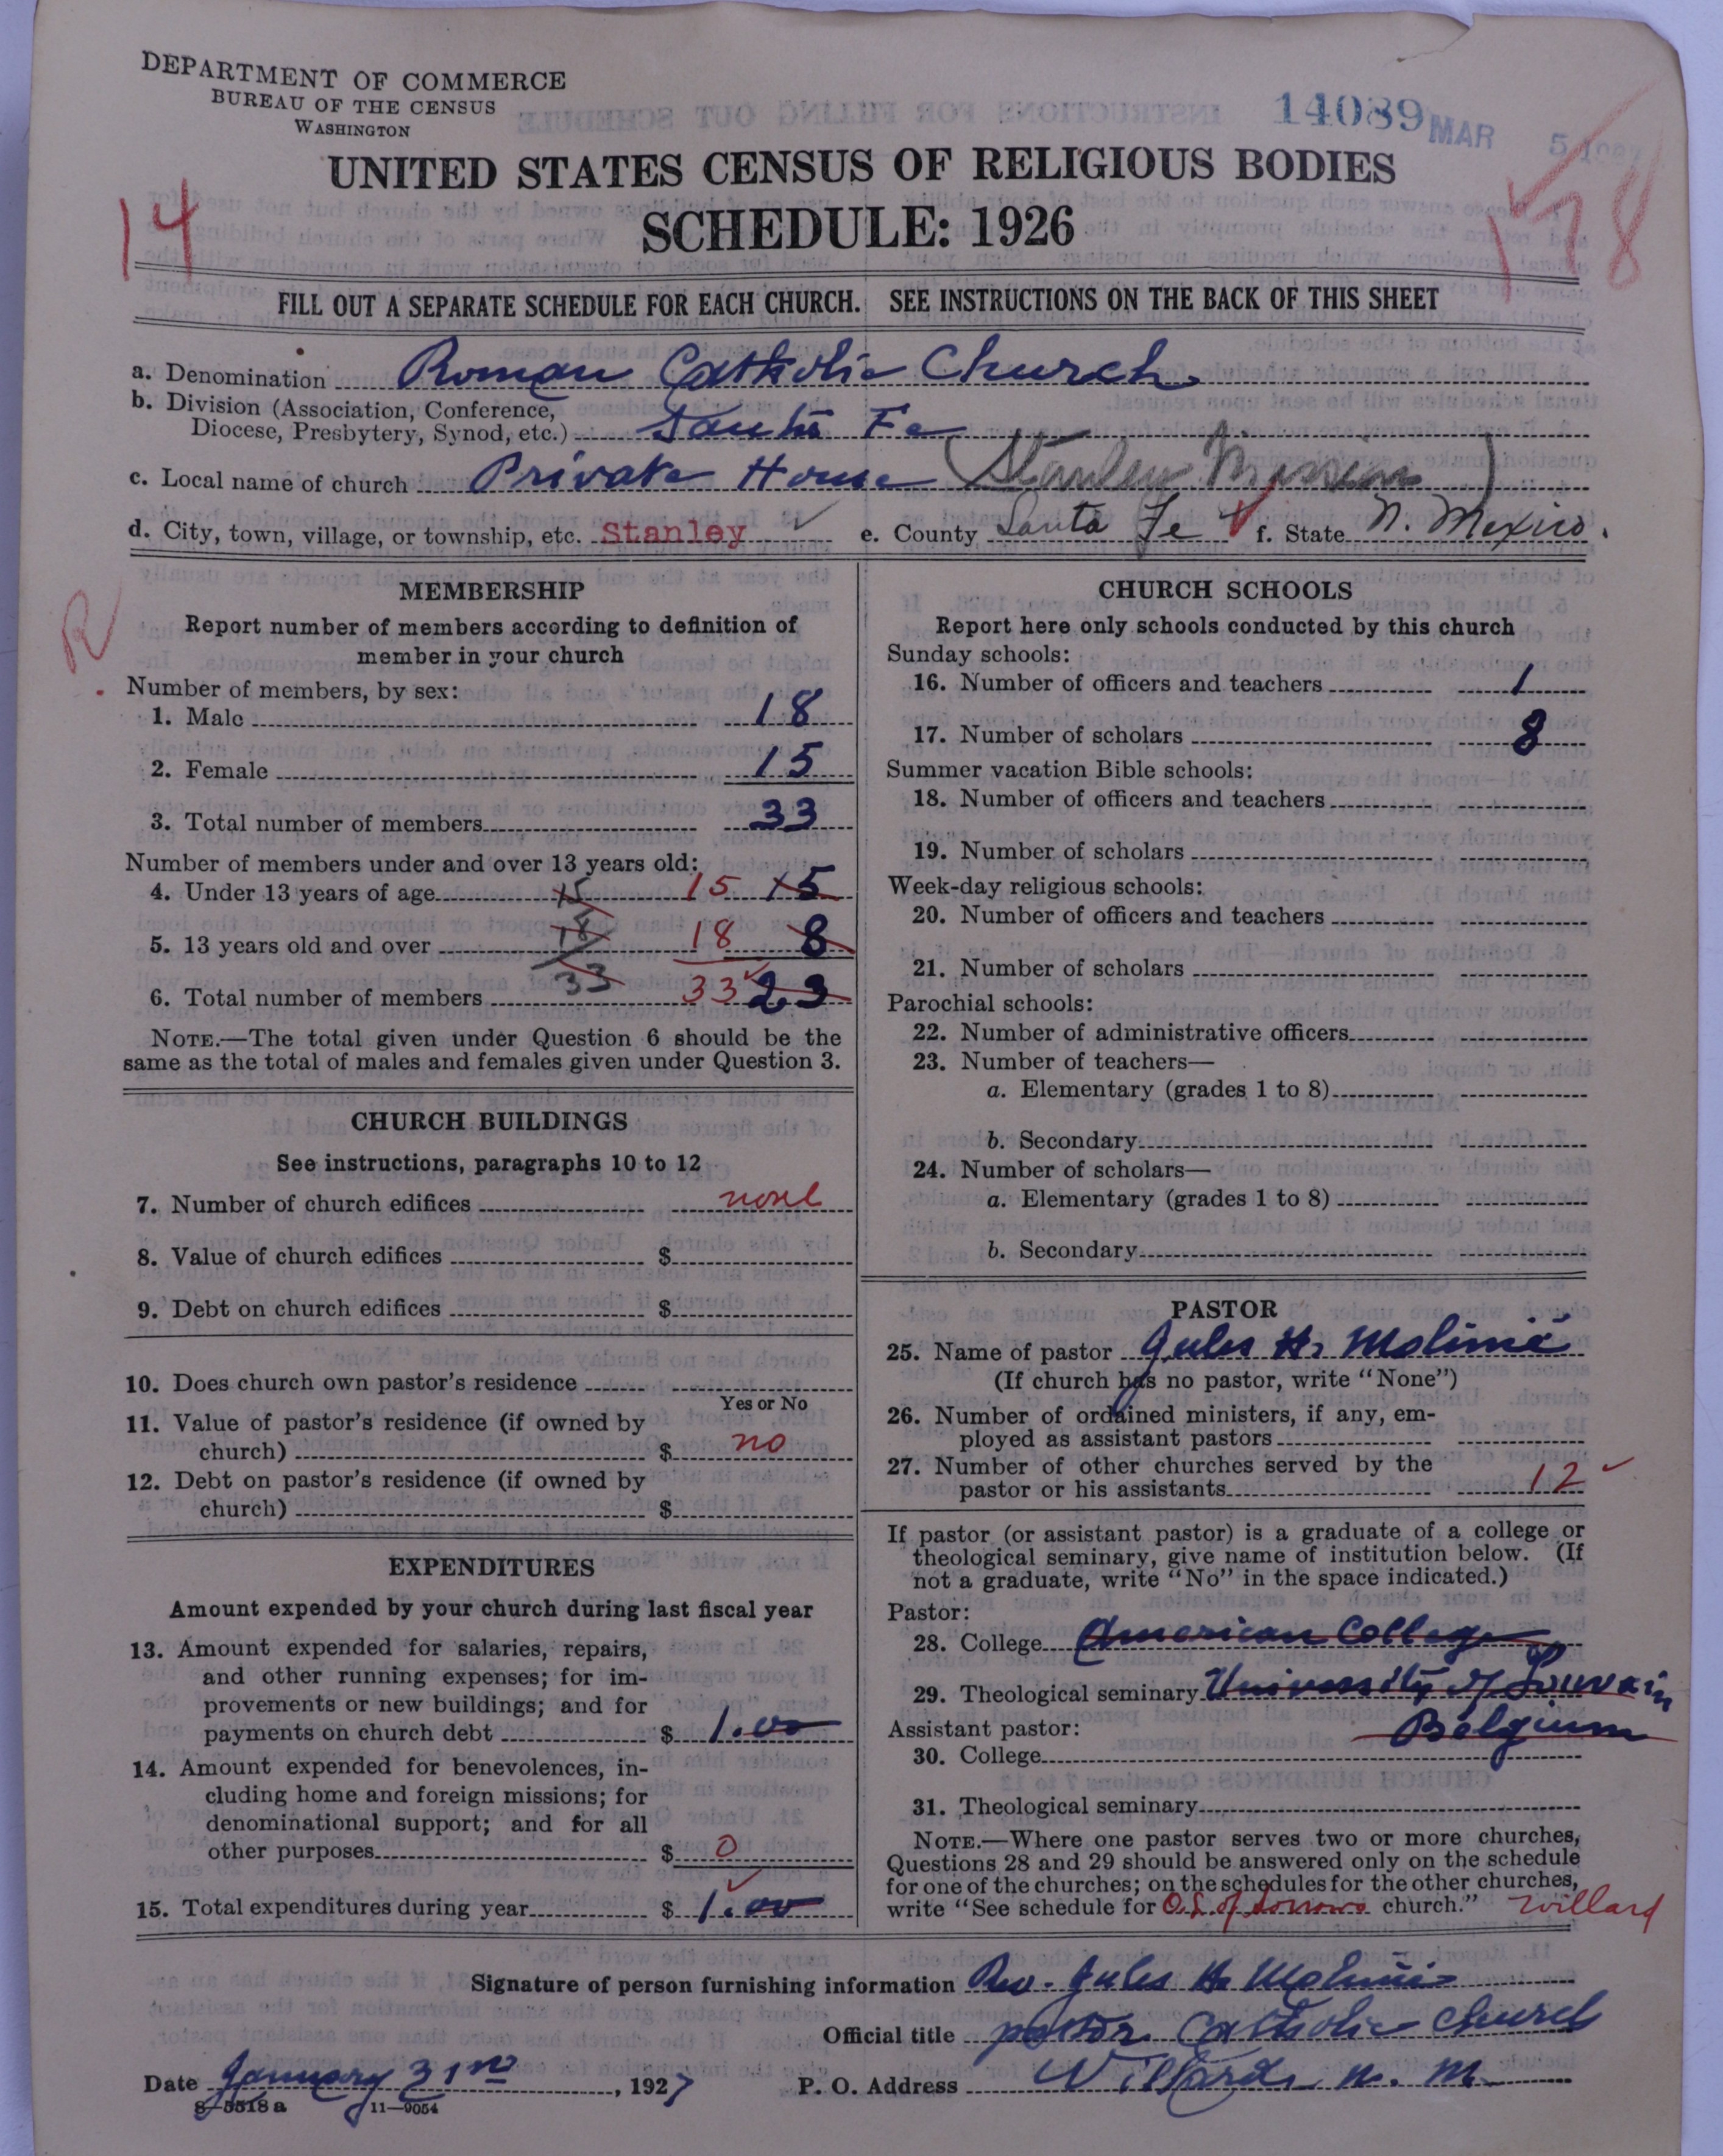 DEPARTMENT OF COMMERCE
BUREAU OF THE CENSUS
WASHINGTON
14089
MAR 5
UNITED STATES CENSUS OF RELIGIOUS BODIES
14
178
SCHEDULE: 1926
FILL OUT A SEPARATE SCHEDULE FOR EACH CHURCH. SEE INSTRUCTIONS ON THE BACK OF THIS SHEET
a. Denomination Roman Catholic Church
b. Division (Association, Conference,
Diocese, Presbytery, Synod, etc.) Santa Fe
c. Local name of church Private House (Stanley Mission)
d. City, town, village, or township, etc. Stanley e. County Santa Fe f. State N. Mexico.
R
MEMBERSHIP
Report number of members according to definition of
member in your church
Number of members, by sex:
1. Male 18
2. Female 15
3. Total number of members 33
Number of members under and over 13 years old:
4. Under 13 years of age 15 15 15
5. 13 years old and over 18 18 8
6. Total number of members 33 33 23
NOTE.—The total given under Question 6 should be the
same as the total of males and females given under Question 3.
CHURCH BUILDINGS
See instructions, paragraphs 10 to 12
7. Number of church edifices none
8. Value of church edifices $
9. Debt on church edifices $
10. Does church own pastor's residence
Yes or No
11. Value of pastor's residence (if owned by
church) $ no
12. Debt on pastor's residence (if owned by
church) $
EXPENDITURES
Amount expended by your church during last fiscal year
13. Amount expended for salaries, repairs,
and other running expenses; for im-
provements or new buildings; and for
payments on church debt $ 1.00
14. Amount expended for benevolences, in-
cluding home and foreign missions; for
denominational support; and for all
other purposes $ 0
15. Total expenditures during year $ 1.00
CHURCH SCHOOLS
Report here only schools conducted by this church
Sunday schools:
16. Number of officers and teachers 1
17. Number of scholars 8
Summer vacation Bible schools:
18. Number of officers and teachers
19. Number of scholars
Week-day religious schools:
20. Number of officers and teachers
21. Number of scholars
Parochial schools:
22. Number of administrative officers
23. Number of teachers—
a. Elementary (grades 1 to 8)
b. Secondary
24. Number of scholars—
a. Elementary (grades 1 to 8)
b. Secondary
PASTOR
25. Name of pastor Jules H. Molinié
(If church has no pastor, write "None")
26. Number of ordained ministers, if any, em-
ployed as assistant pastors
27. Number of other churches served by the
pastor or his assistants 12
If pastor (or assistant pastor) is a graduate of a college or
theological seminary, give name of institution below. (If
not a graduate, write "No" in the space indicated.)
Pastor:
28. College American College
29. Theological seminary University of Louvain
Assistant pastor: Belgium
30. College
31. Theological seminary
NOTE.—Where one pastor serves two or more churches,
Questions 28 and 29 should be answered only on the schedule
for one of the churches; on the schedules for the other churches,
write "See schedule for O.L. of Sorrows church." Willard
Signature of person furnishing information Rev. Jules H. Molinié
Official title pastor Catholic Church
Date January 31st, 1927 P. O. Address Willard N. M.
8—5518 a 11—9054